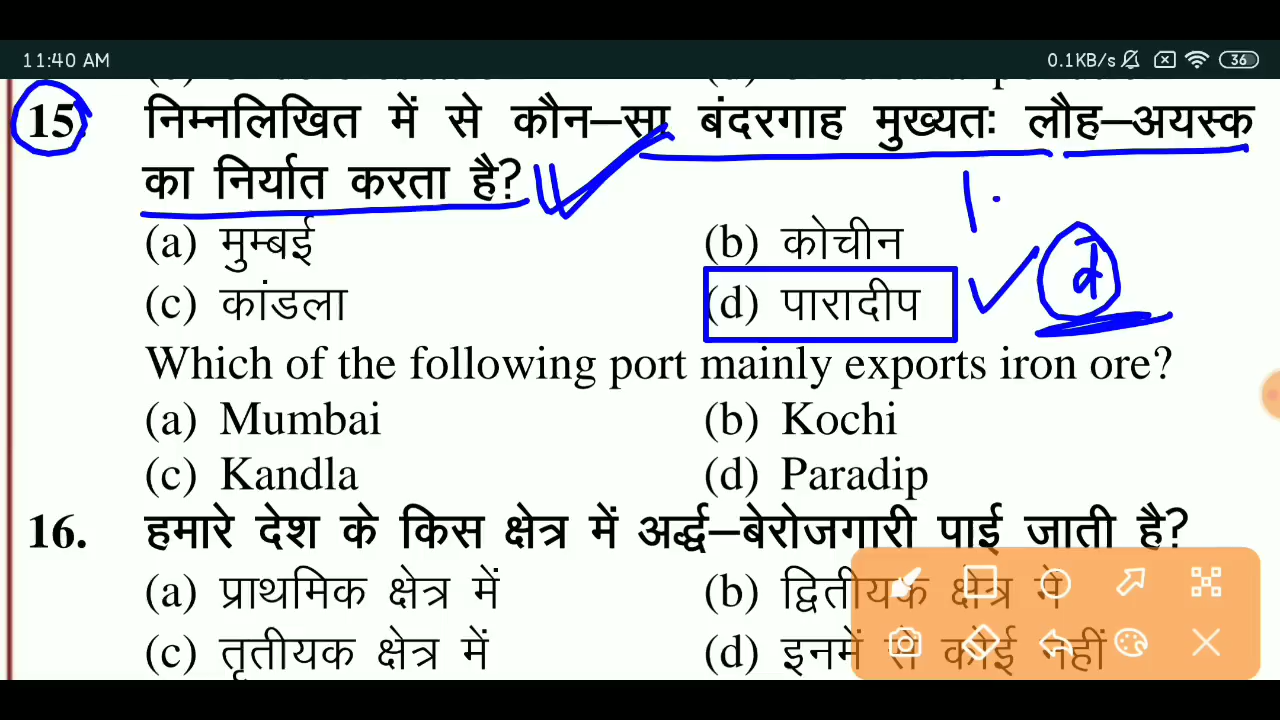 11:40 AM 0.1KB/s 36
15 निम्नलिखित में से कौन–सा बंदरगाह मुख्यतः लौह–अयस्क
का निर्यात करता है?
(a) मुम्बई (b) कोचीन
(c) कांडला (d) पारादीप d
Which of the following port mainly exports iron ore?
(a) Mumbai (b) Kochi
(c) Kandla (d) Paradip
16. हमारे देश के किस क्षेत्र में अर्द्ध–बेरोजगारी पाई जाती है?
(a) प्राथमिक क्षेत्र में (b) द्वितीयक क्षेत्र में
(c) तृतीयक क्षेत्र में (d) इनमें से कोई नहीं